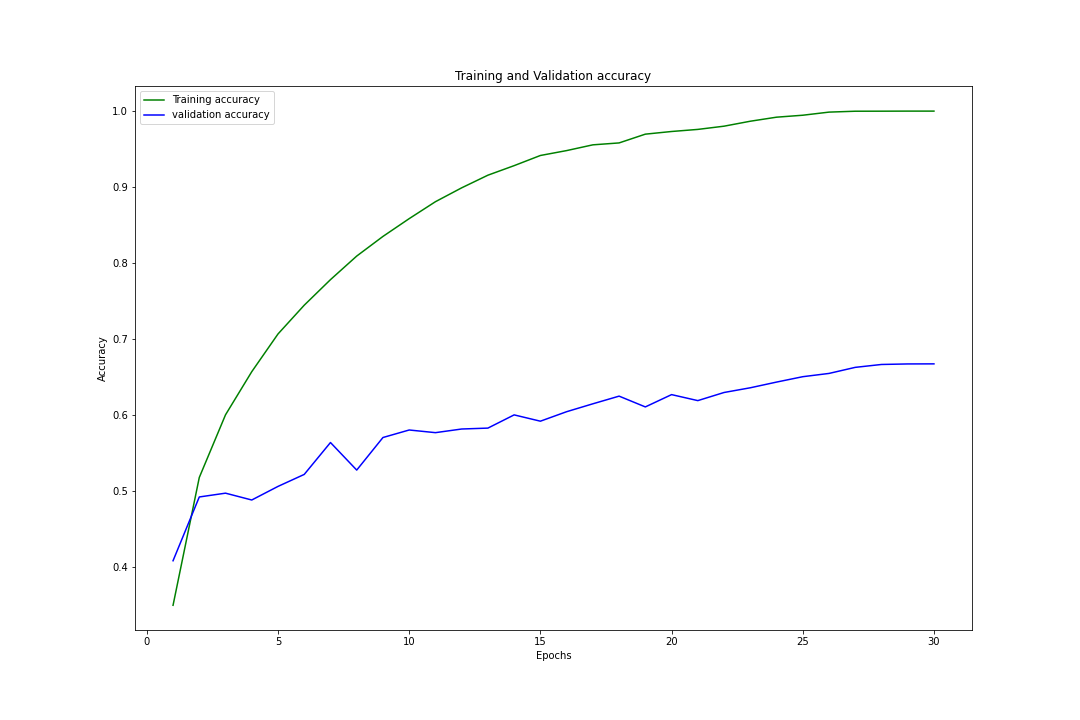 Training and Validation accuracy
Training accuracy
validation accuracy
1.0
0.9
0.8
0.7
0.6
0.5
0.4
Accuracy
0 5 10 15 20 25 30
Epochs